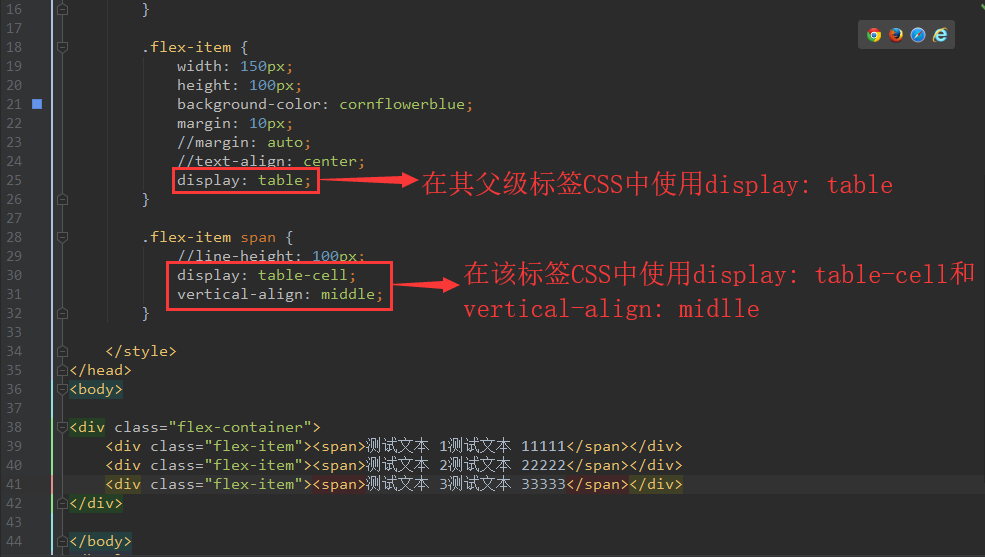 16 }
17
18 .flex-item {
19 width: 150px;
20 height: 100px;
21 background-color: cornflowerblue;
22 margin: 10px;
23 //margin: auto;
24 //text-align: center;
25 display: table; 在其父级标签CSS中使用display: table
26 }
27
28 .flex-item span {
29 //line-height: 100px;
30 display: table-cell; 在该标签CSS中使用display: table-cell和
31 vertical-align: middle; vertical-align: midlle
32 }
33
34 </style>
35 </head>
36 <body>
37
38 <div class="flex-container">
39 <div class="flex-item"><span>测试文本 1测试文本 11111</span></div>
40 <div class="flex-item"><span>测试文本 2测试文本 22222</span></div>
41 <div class="flex-item"><span>测试文本 3测试文本 33333</span></div>
42 </div>
43
44 </body>